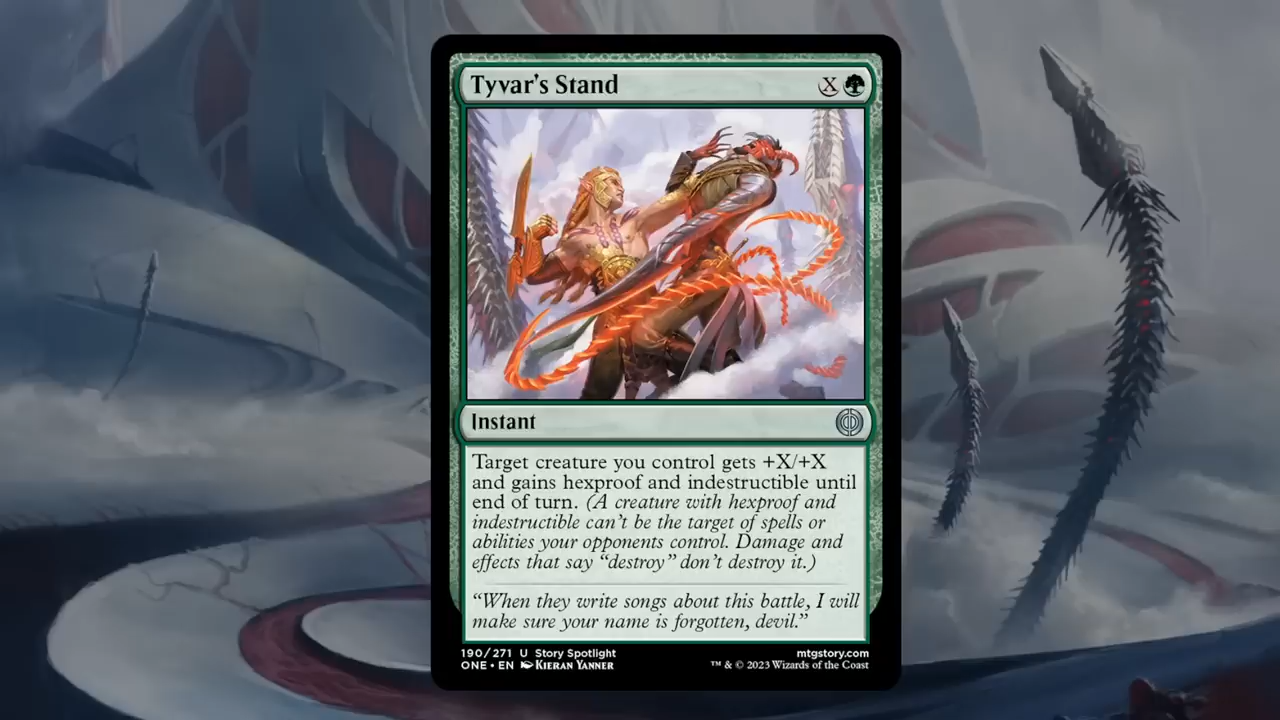 Tyvar's Stand X
Instant
Target creature you control gets +X/+X
and gains hexproof and indestructible until
end of turn. (A creature with hexproof and
indestructible can't be the target of spells or
abilities your opponents control. Damage and
effects that say “destroy” don't destroy it.)
“When they write songs about this battle, I will
make sure your name is forgotten, devil.”
190/271 U Story Spotlight mtgstory.com
ONE • EN Kieran Yanner ™ & © 2023 Wizards of the Coast